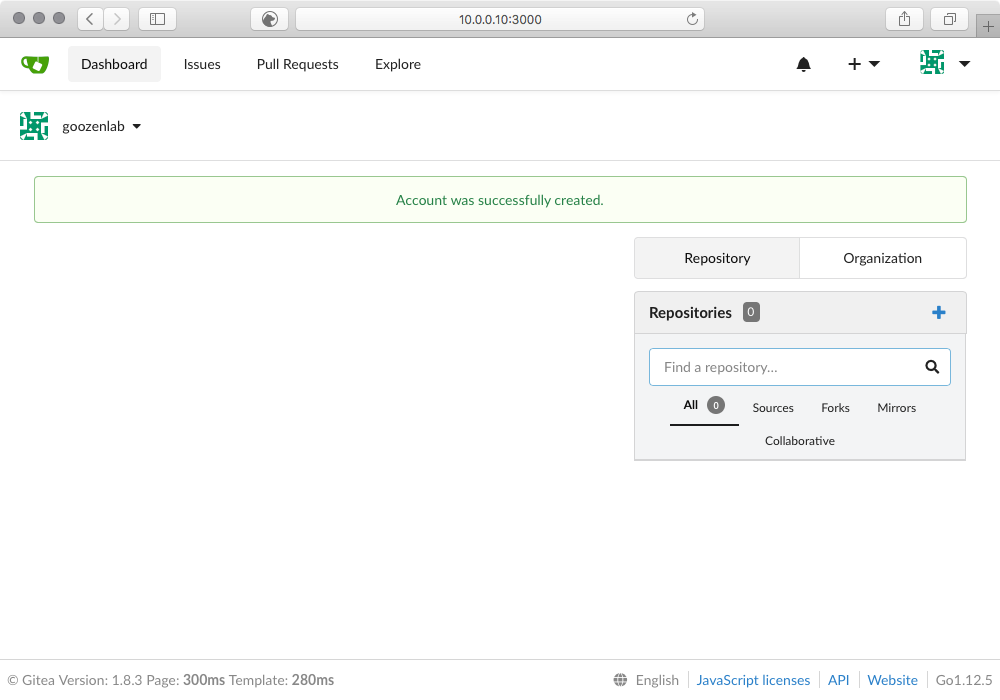 10.0.0.10:3000
Dashboard Issues Pull Requests Explore
goozenlab
Account was successfully created.
Repository Organization
Repositories 0
Find a repository...
All 0 Sources Forks Mirrors
Collaborative
© Gitea Version: 1.8.3 Page: 300ms Template: 280ms English JavaScript licenses API Website Go1.12.5